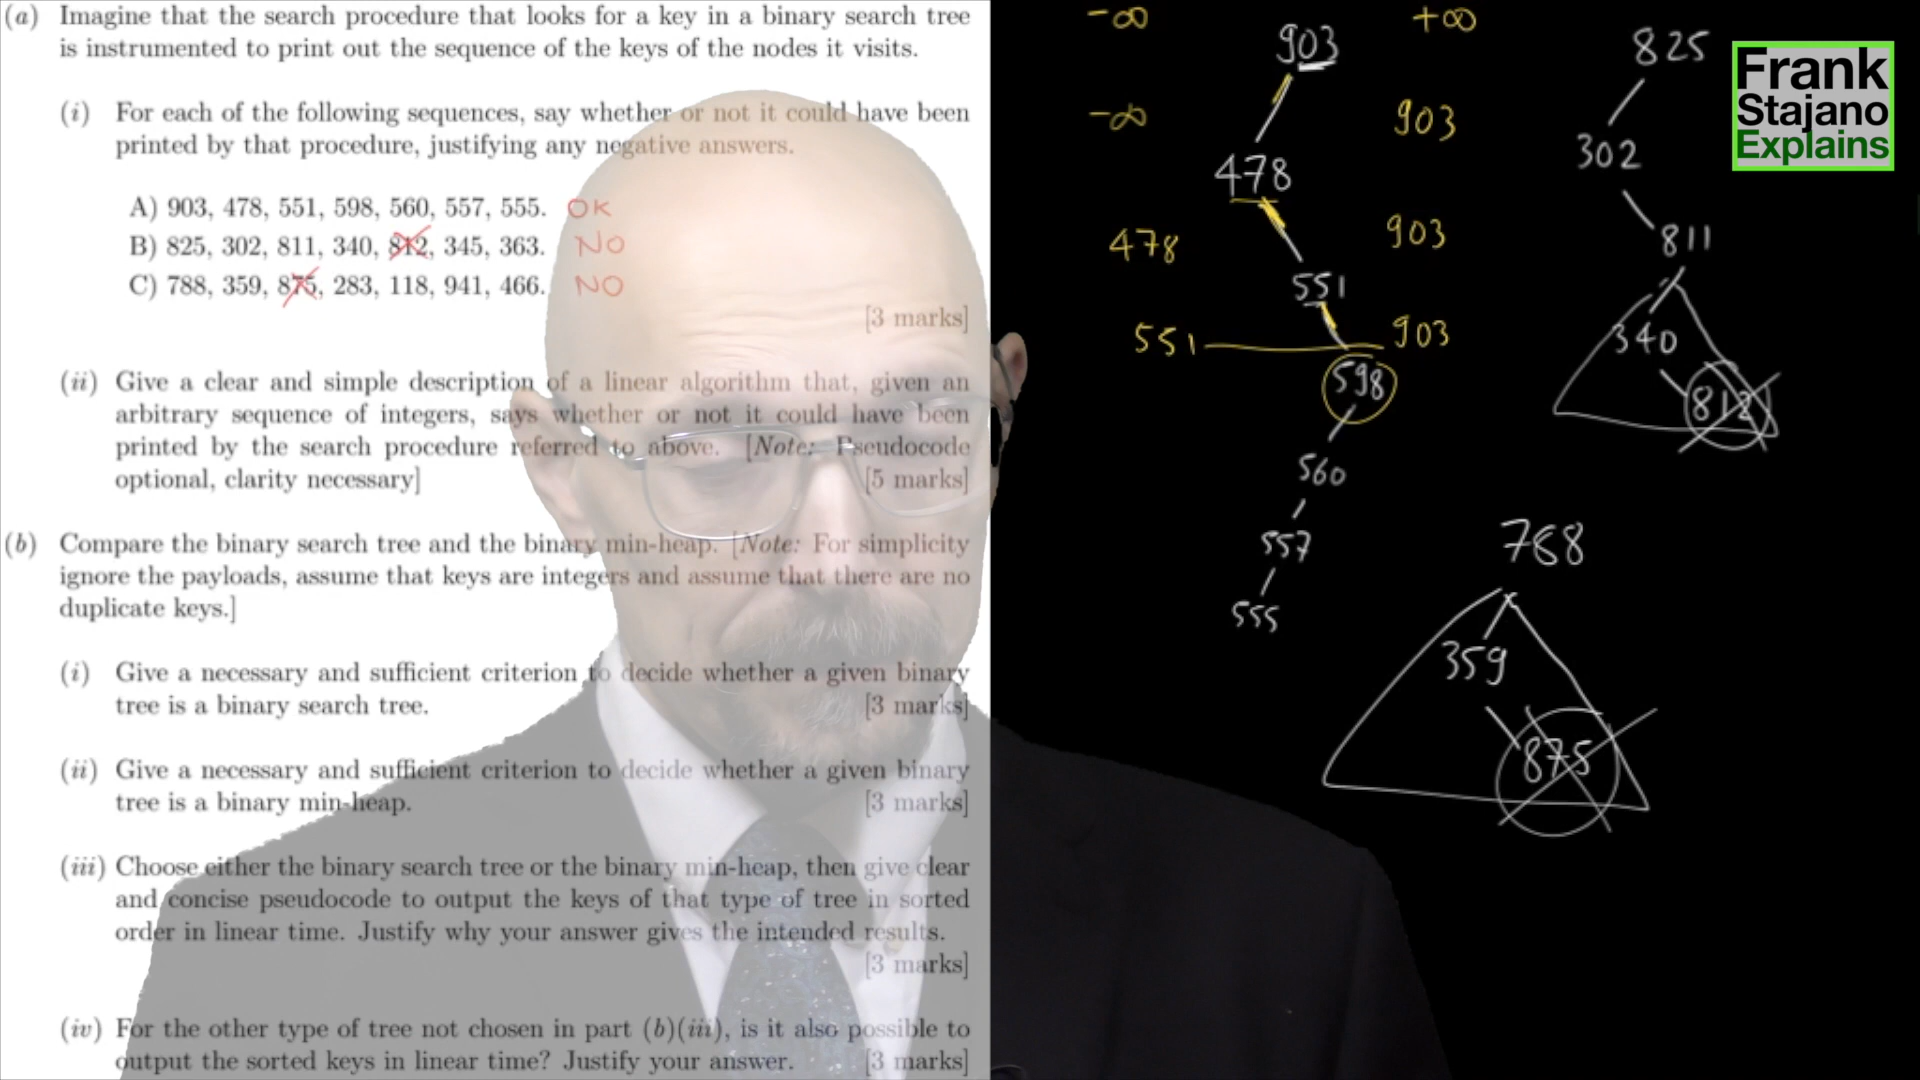 (a) Imagine that the search procedure that looks for a key in a binary search tree
is instrumented to print out the sequence of the keys of the nodes it visits.
(i) For each of the following sequences, say whether or not it could have been
printed by that procedure, justifying any negative answers.
A) 903, 478, 551, 598, 560, 557, 555. OK
B) 825, 302, 811, 340, 812, 345, 363. NO
C) 788, 359, 875, 283, 118, 941, 466. NO
[3 marks]
(ii) Give a clear and simple description of a linear algorithm that, given an
arbitrary sequence of integers, says whether or not it could have been
printed by the search procedure referred to above. [Note: Pseudocode
optional, clarity necessary] [5 marks]
(b) Compare the binary search tree and the binary min-heap. [Note: For simplicity
ignore the payloads, assume that keys are integers and assume that there are no
duplicate keys.]
(i) Give a necessary and sufficient criterion to decide whether a given binary
tree is a binary search tree. [3 marks]
(ii) Give a necessary and sufficient criterion to decide whether a given binary
tree is a binary min-heap. [3 marks]
(iii) Choose either the binary search tree or the binary min-heap, then give clear
and concise pseudocode to output the keys of that type of tree in sorted
order in linear time. Justify why your answer gives the intended results.
[3 marks]
(iv) For the other type of tree not chosen in part (b)(iii), is it also possible to
output the sorted keys in linear time? Justify your answer. [3 marks]
-∞ 903 +∞
-∞ 903
478
478 903
551
551 903
598
560
557
555
825
302
811
340
812
768
359
875
Frank
Stajano
Explains